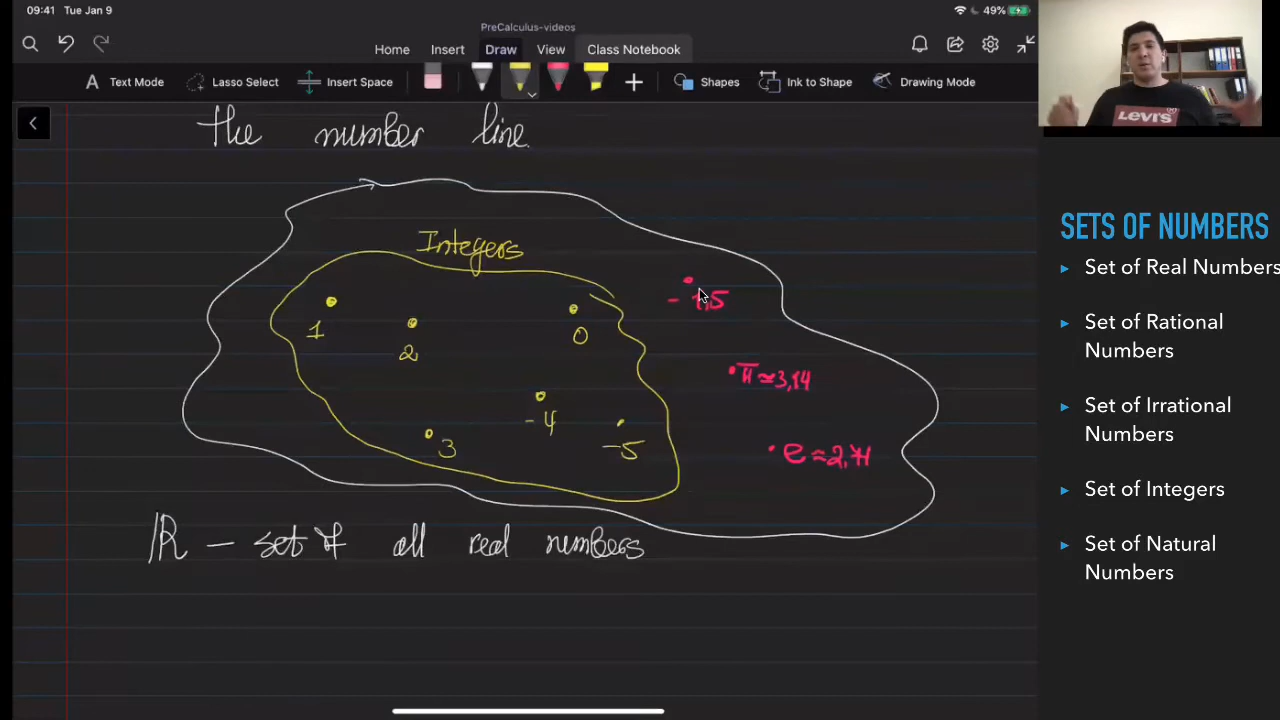 09:41 Tue Jan 9
49%
PreCalculus-videos
Home Insert Draw View Class Notebook
Text Mode Lasso Select Insert Space Shapes Ink to Shape Drawing Mode
the number line
Integers
1
2
0
3
-4
-5
-1,5
π≈3,14
e≈2,71
ℝ – set of all real numbers
LEVI'S
SETS OF NUMBERS
Set of Real Numbers
Set of Rational
Numbers
Set of Irrational
Numbers
Set of Integers
Set of Natural
Numbers